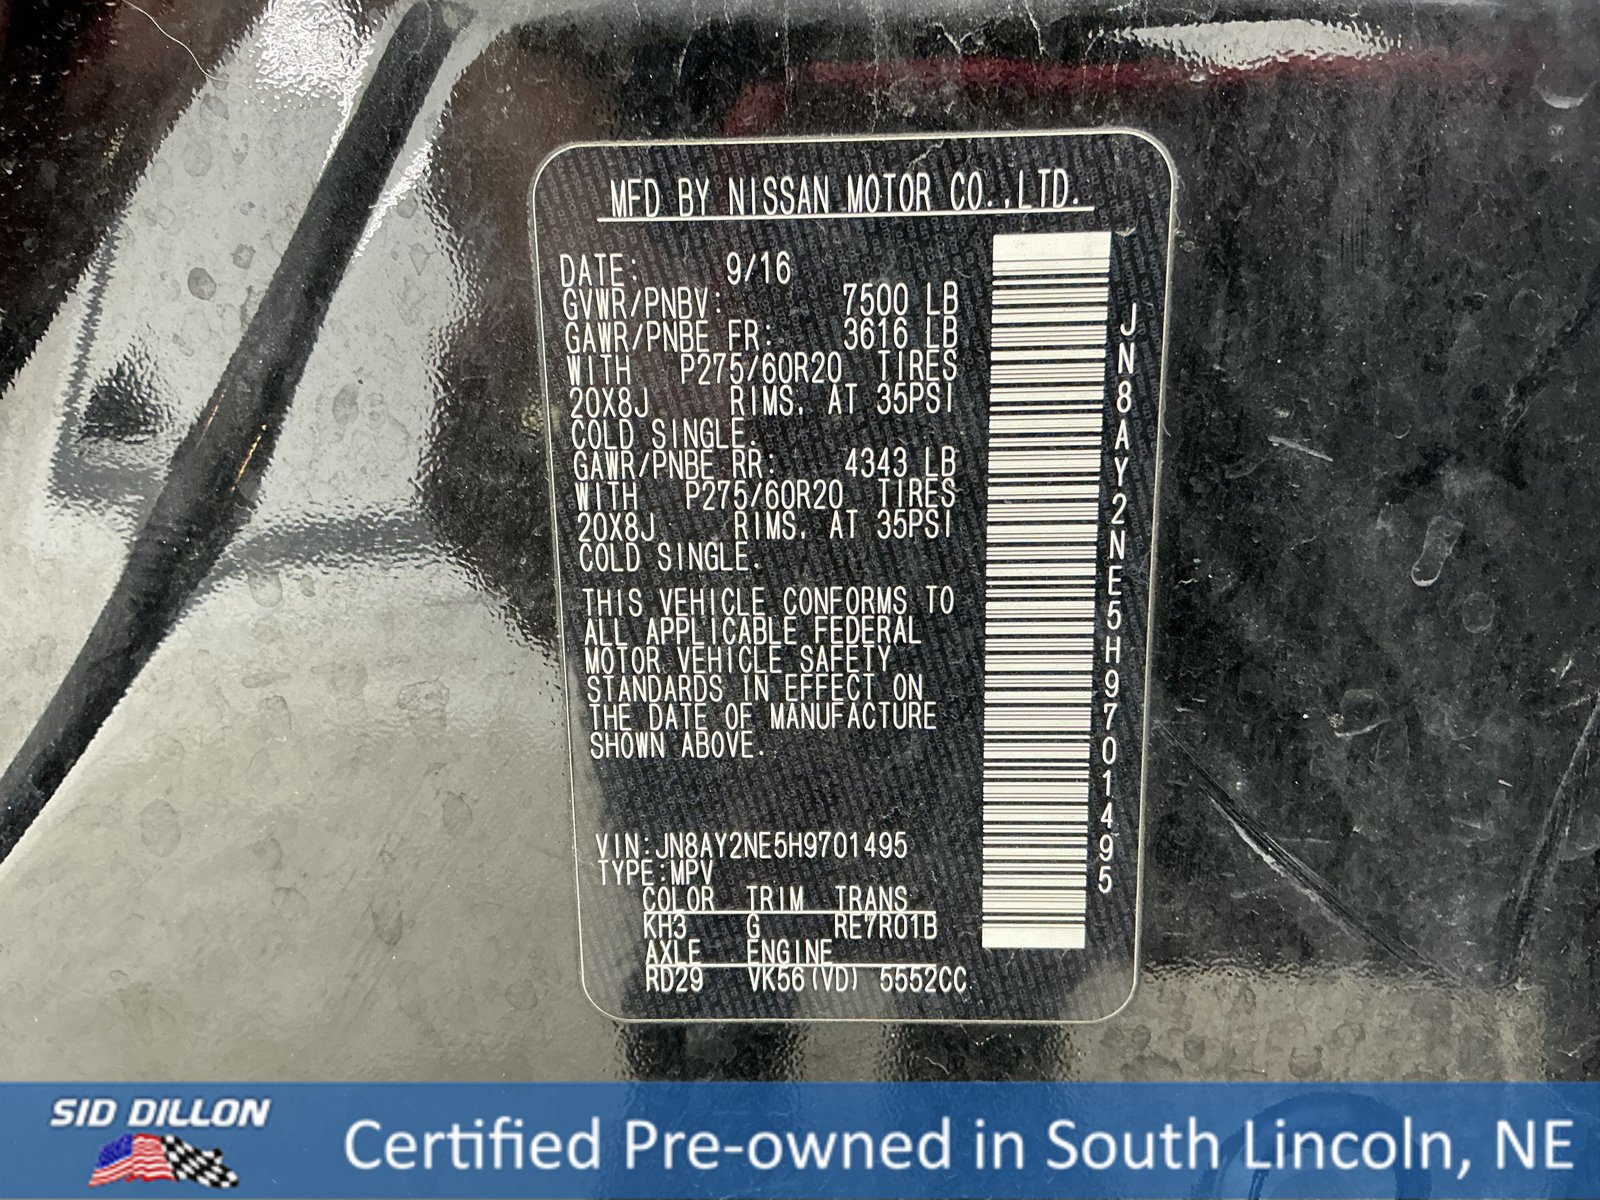 MFD BY NISSAN MOTOR CO.,LTD.
DATE: 9/16
GVWR/PNBV: 7500 LB
GAWR/PNBE FR: 3616 LB
WITH P275/60R20 TIRES
20X8J RIMS, AT 35PSI
COLD SINGLE.
GAWR/PNBE RR: 4343 LB
WITH P275/60R20 TIRES
20X8J RIMS, AT 35PSI
COLD SINGLE.
THIS VEHICLE CONFORMS TO
ALL APPLICABLE FEDERAL
MOTOR VEHICLE SAFETY
STANDARDS IN EFFECT ON
THE DATE OF MANUFACTURE
SHOWN ABOVE.
VIN:JN8AY2NE5H9701495
TYPE:MPV
COLOR TRIM TRANS
KH3 G RE7R01B
AXLE ENGINE
RD29 VK56(VD) 5552CC
JN8AY2NE5H9701495
SID DILLON
Certified Pre-owned in South Lincoln, NE